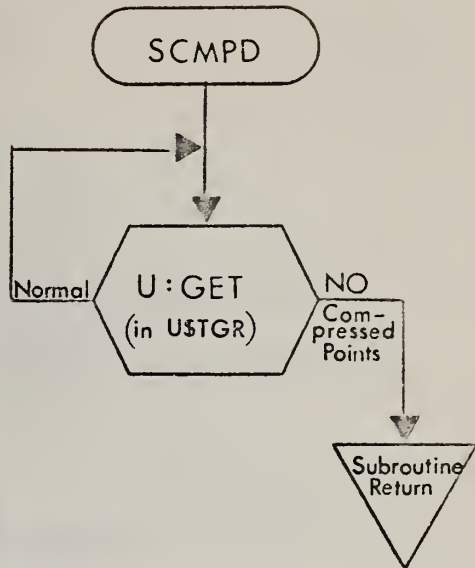 SCMPD
Normal
U:GET
(in U$TGR)
NO
Com-
pressed
Points
Subroutine
Return